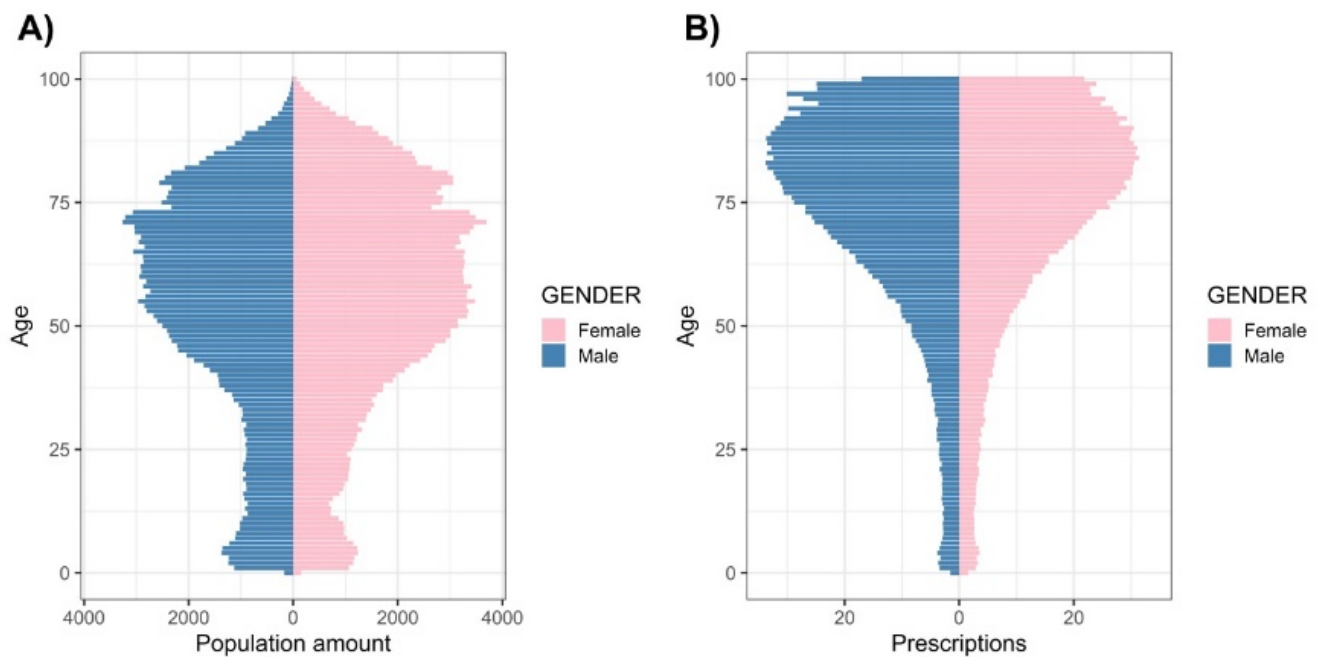 A)
100
75
50
25
0
Age
4000
2000
0
2000
4000
Population amount
GENDER
Female
Male
B)
100
75
50
25
0
Age
20
0
20
Prescriptions
GENDER
Female
Male